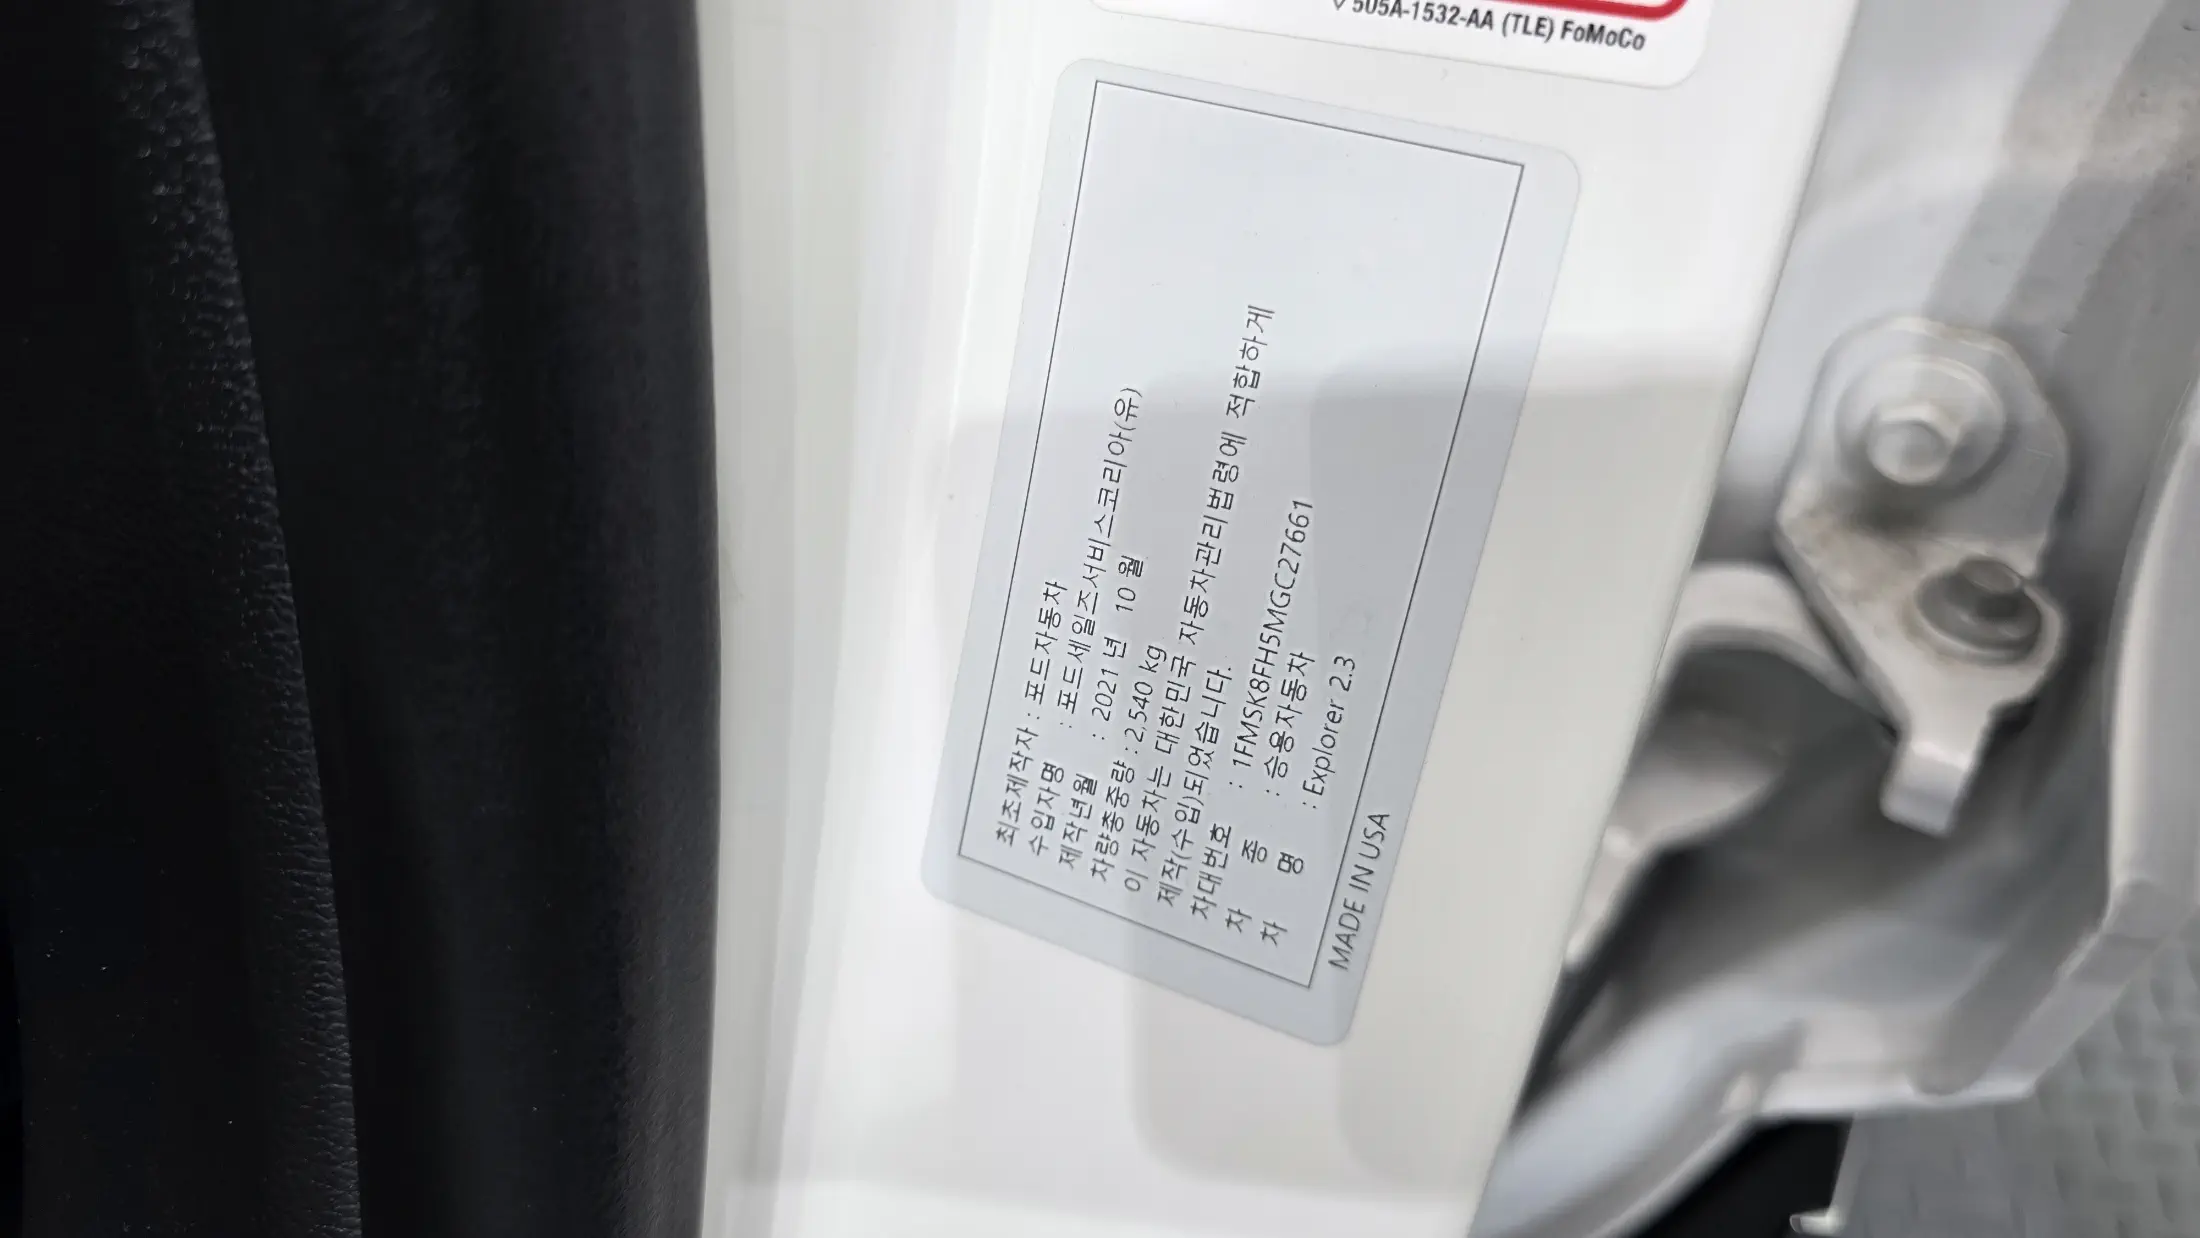 505A-1532-AA (TLE) FoMoCo
최초제작자 : 포드자동차
수입자명 : 포드세일즈서비스코리아(유)
제작년월 : 2021 년 10 월
차량총중량 : 2,540 kg
이 자동차는 대한민국 자동차관리법령에 적합하게
제작(수입)되었습니다.
차대번호 : 1FMSK8FH5MGC27661
차 종 : 승용자동차
차 명 : Explorer 2.3
MADE IN USA